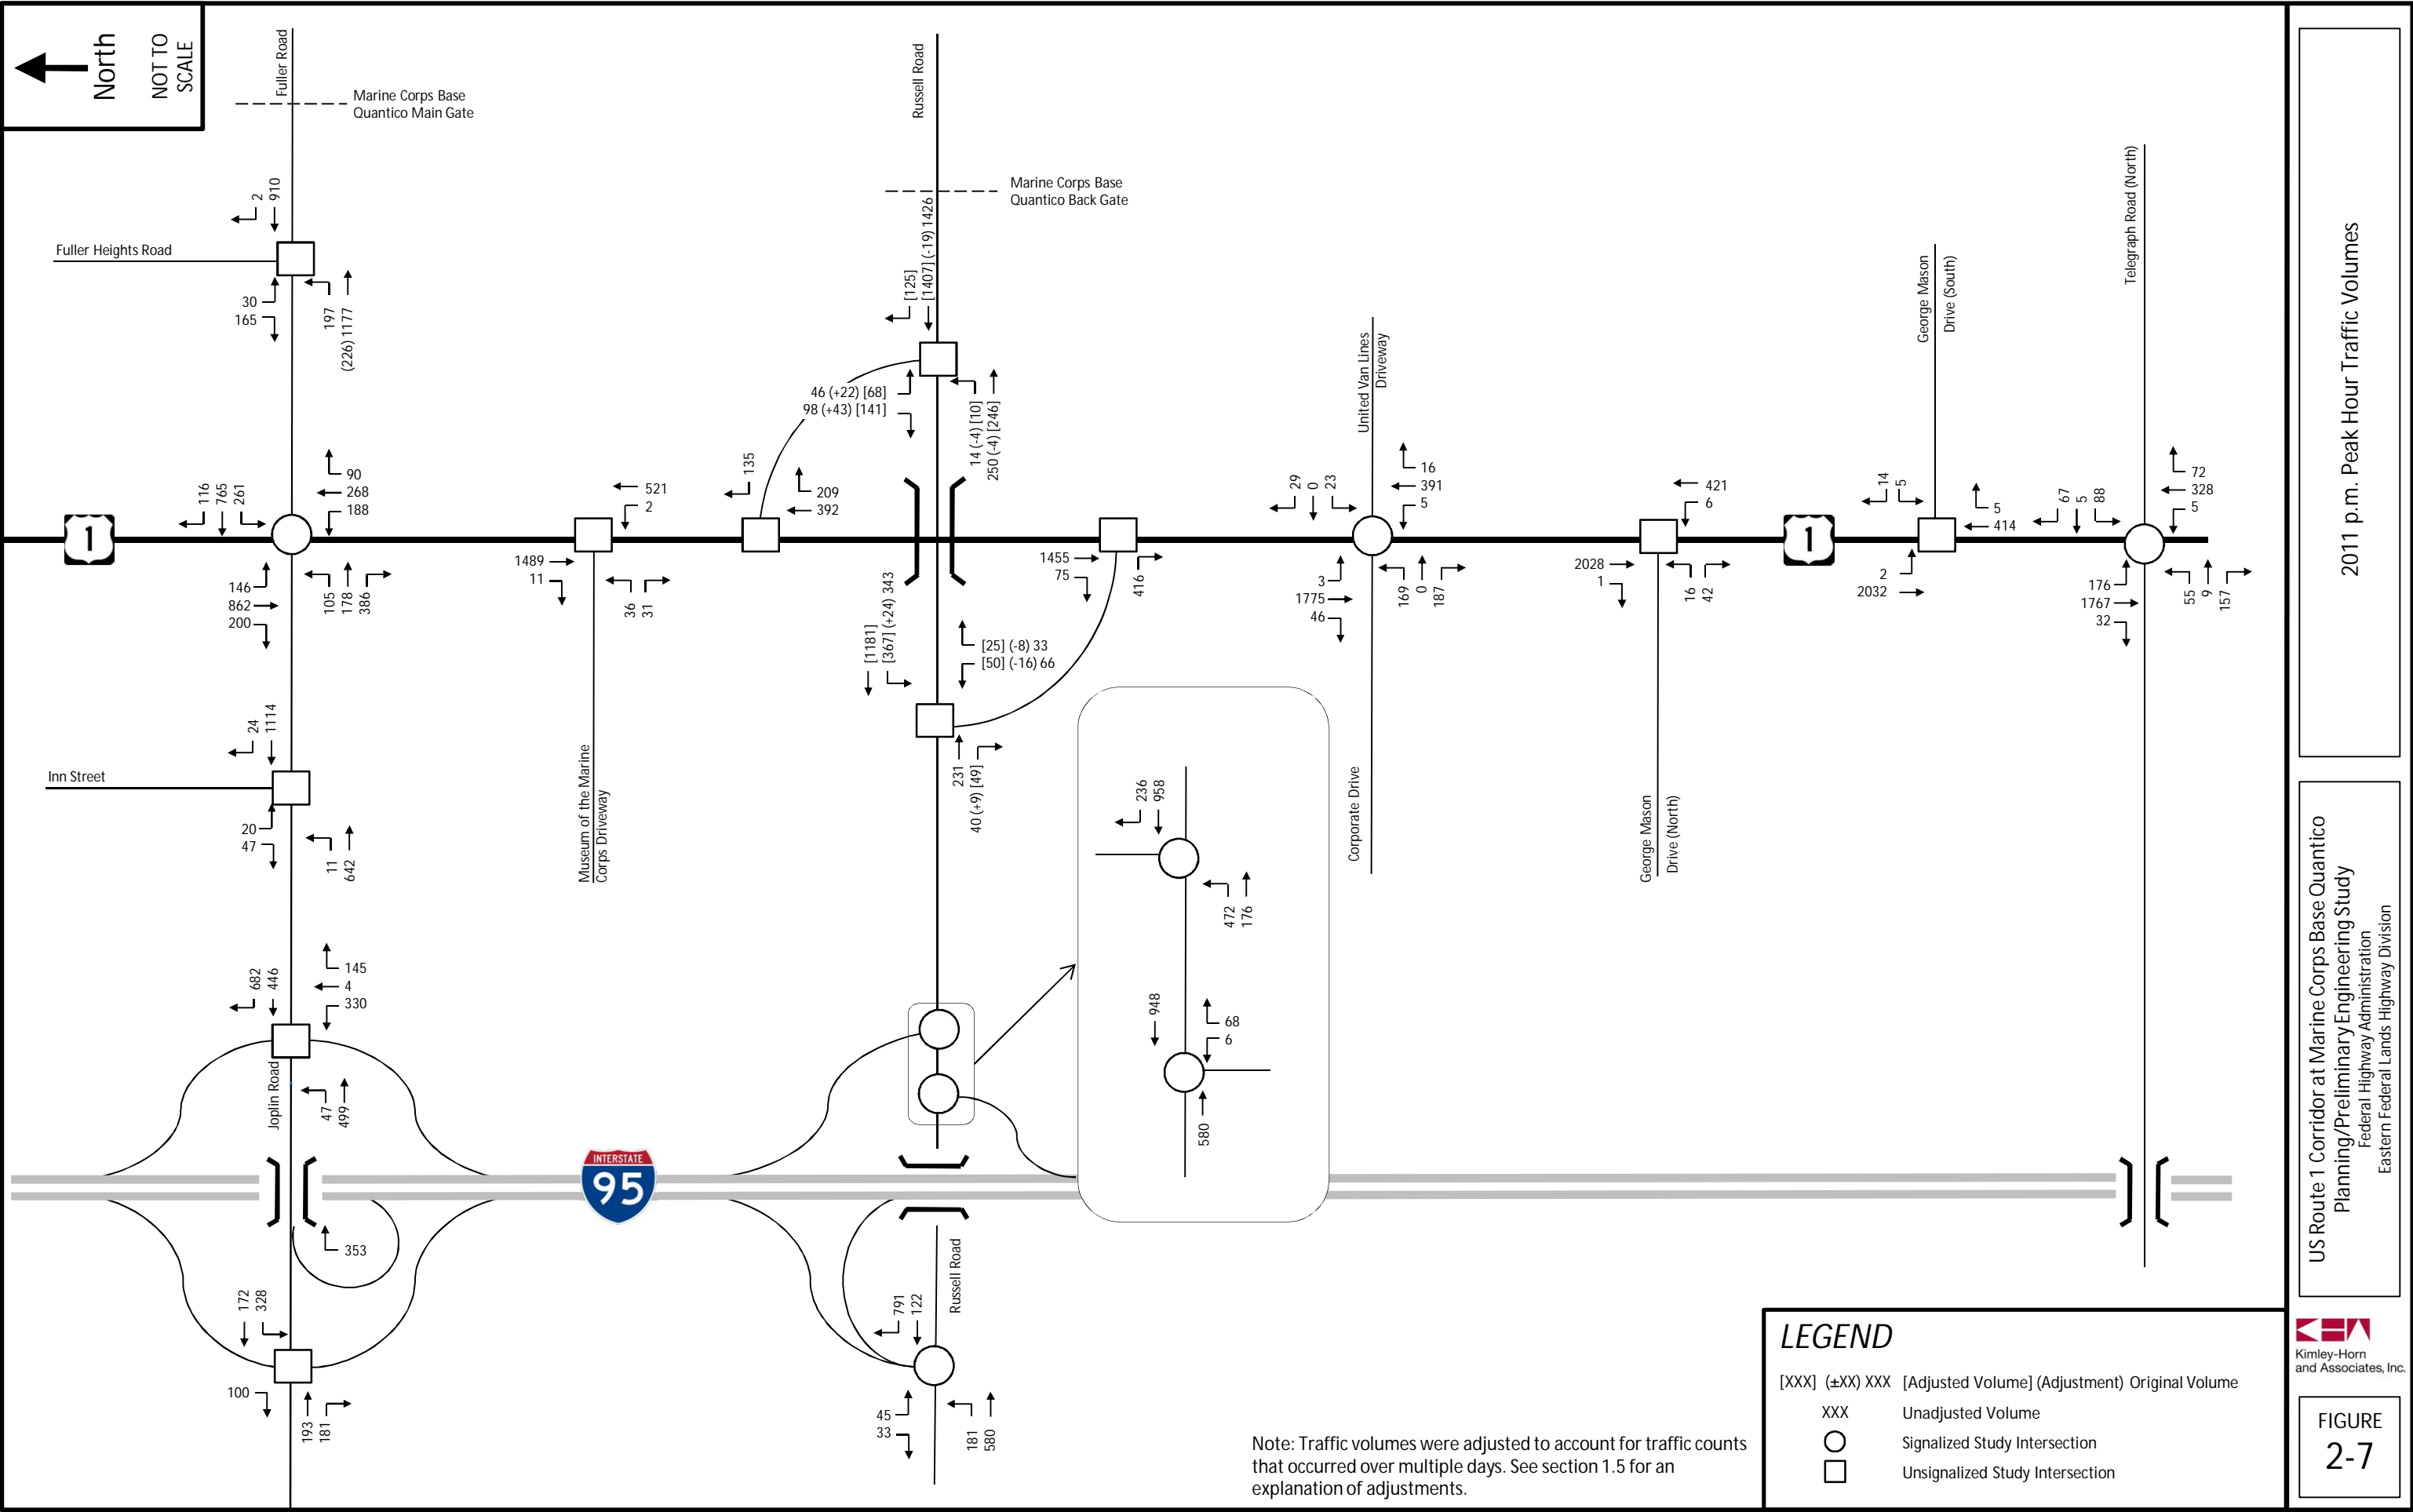 North
NOT TO
SCALE
Fuller Road
Marine Corps Base
Quantico Main Gate
2
910
Fuller Heights Road
30
165
197
(226) 1177
Russell Road
Marine Corps Base
Quantico Back Gate
[125]
[1407] (-19) 1426
46 (+22) [68]
98 (+43) [141]
14 (-4) [10]
250 (-4) [246]
1
116
765
261
90
268
188
146
862
200
105
178
386
521
2
1489
11
36
31
Museum of the Marine
Corps Driveway
135
209
392
[1181]
[367] (+24) 343
[25] (-8) 33
[50] (-16) 66
231
40 (+9) [49]
1455
75
416
United Van Lines
Driveway
29
0
23
16
391
5
3
1775
46
169
0
187
Corporate Drive
421
6
2028
1
16
42
George Mason
Drive (North)
1
George Mason
Drive (South)
14
5
5
414
2
2032
Telegraph Road (North)
67
5
88
72
328
5
176
1767
32
55
9
157
24
1114
Inn Street
20
47
11
642
682
446
145
4
330
Joplin Road
47
499
353
172
328
100
193
181
INTERSTATE
95
236
958
472
176
948
68
6
580
Russell Road
791
122
45
33
181
580
Note: Traffic volumes were adjusted to account for traffic counts
that occurred over multiple days. See section 1.5 for an
explanation of adjustments.
LEGEND
[XXX] (±XX) XXX [Adjusted Volume] (Adjustment) Original Volume
XXX Unadjusted Volume
Signalized Study Intersection
Unsignalized Study Intersection
2011 p.m. Peak Hour Traffic Volumes
US Route 1 Corridor at Marine Corps Base Quantico
Planning/Preliminary Engineering Study
Federal Highway Administration
Eastern Federal Lands Highway Division
Kimley-Horn
and Associates, Inc.
FIGURE
2-7